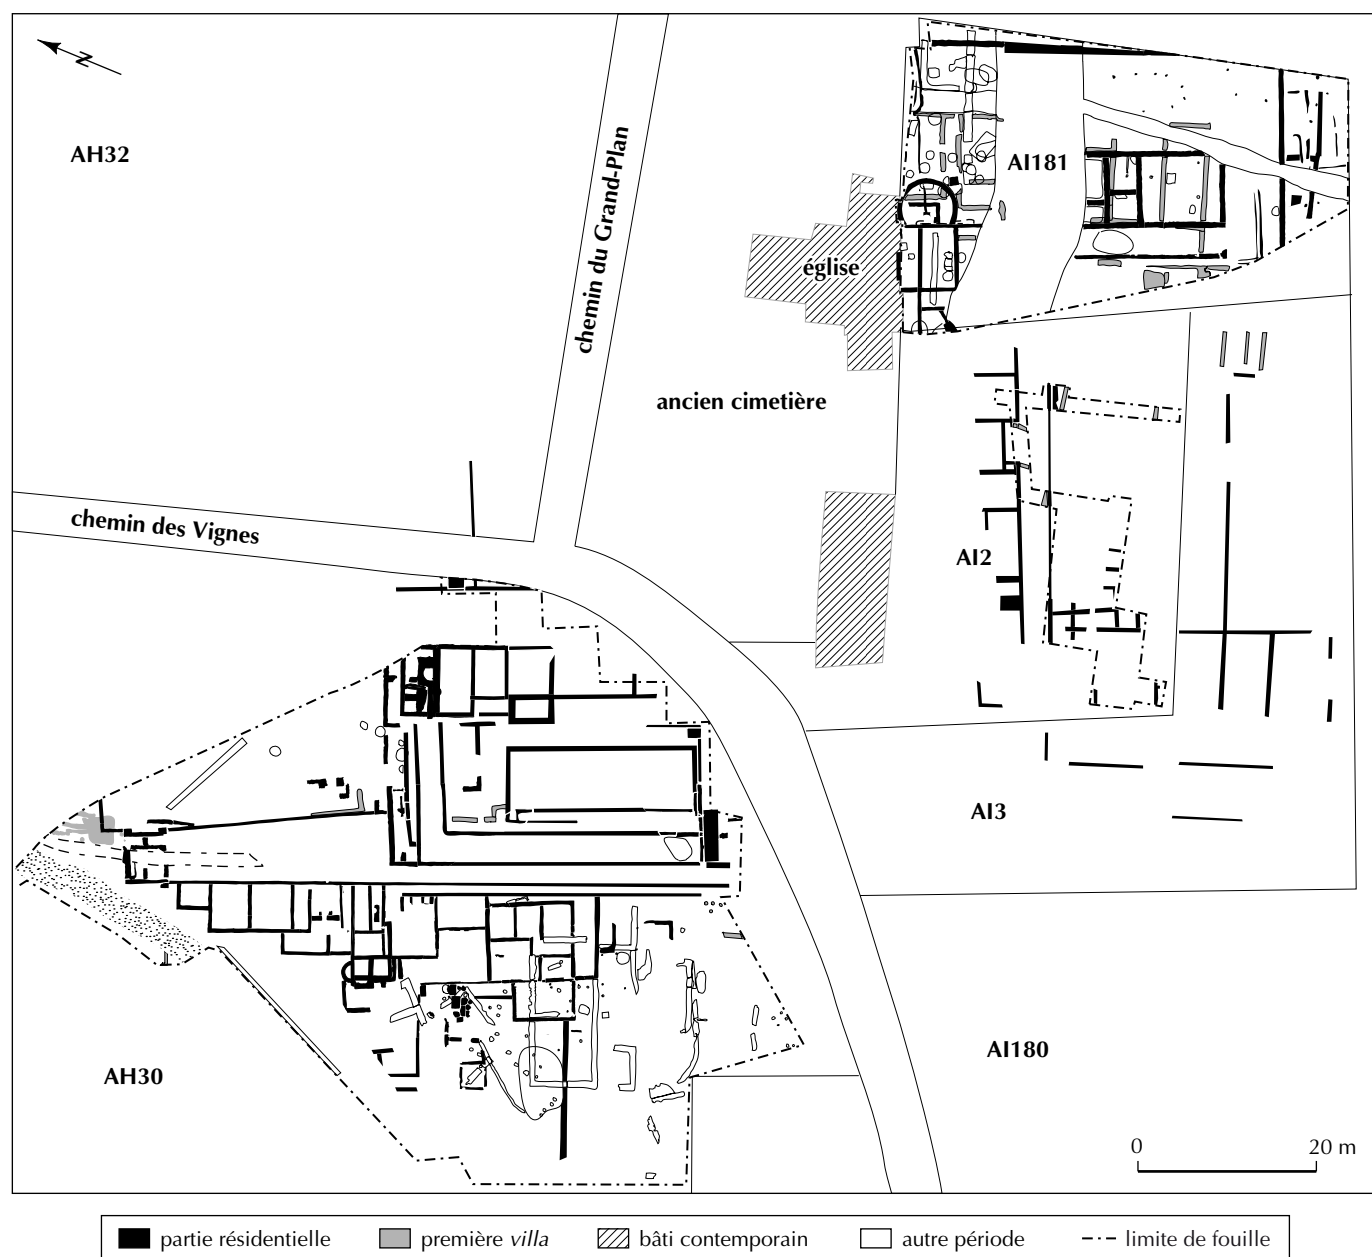 N
AH32
chemin du Grand-Plan
AI181
église
ancien cimetière
chemin des Vignes
AI2
AI3
AH30
AI180
0 20 m
partie résidentielle
première villa
bâti contemporain
autre période
limite de fouille